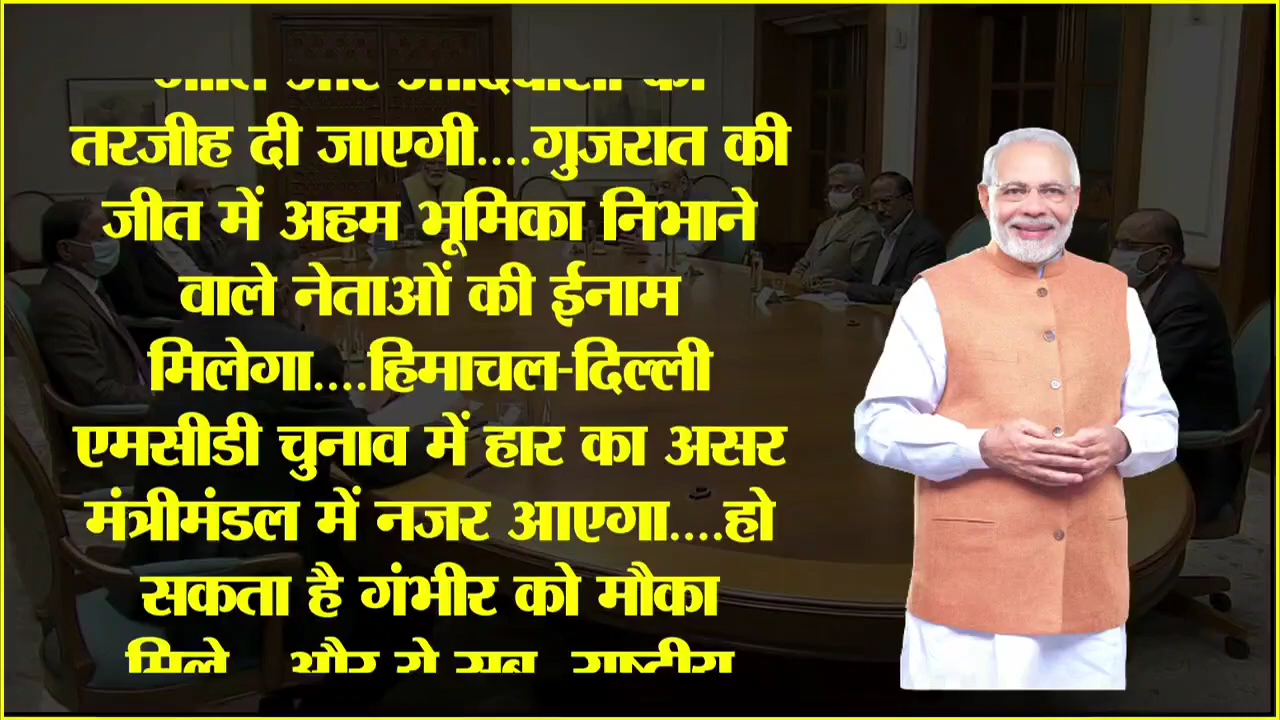 तरजीह दी जाएगी....गुजरात की
जीत में अहम भूमिका निभाने
वाले नेताओं की ईनाम
मिलेगा....हिमाचल-दिल्ली
एमसीडी चुनाव में हार का असर
मंत्रीमंडल में नजर आएगा....हो
सकता है गंभीर को मौका